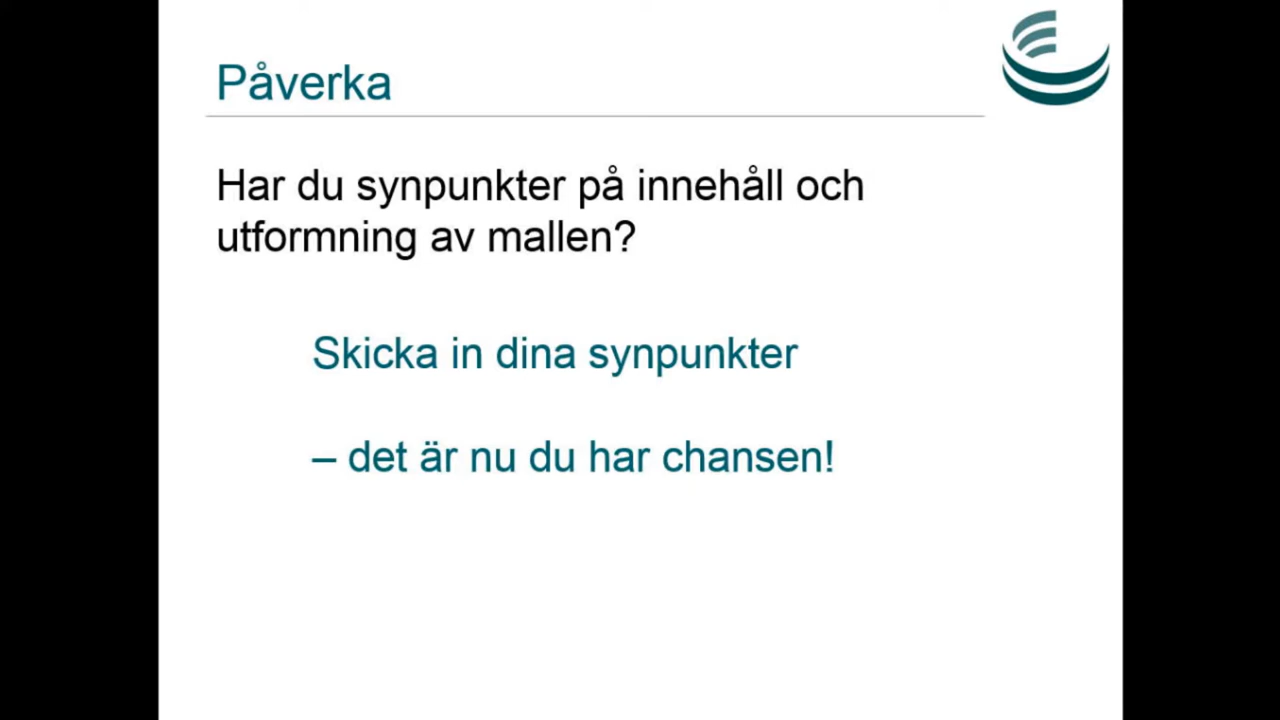 Påverka
Har du synpunkter på innehåll och
utformning av mallen?
Skicka in dina synpunkter
– det är nu du har chansen!